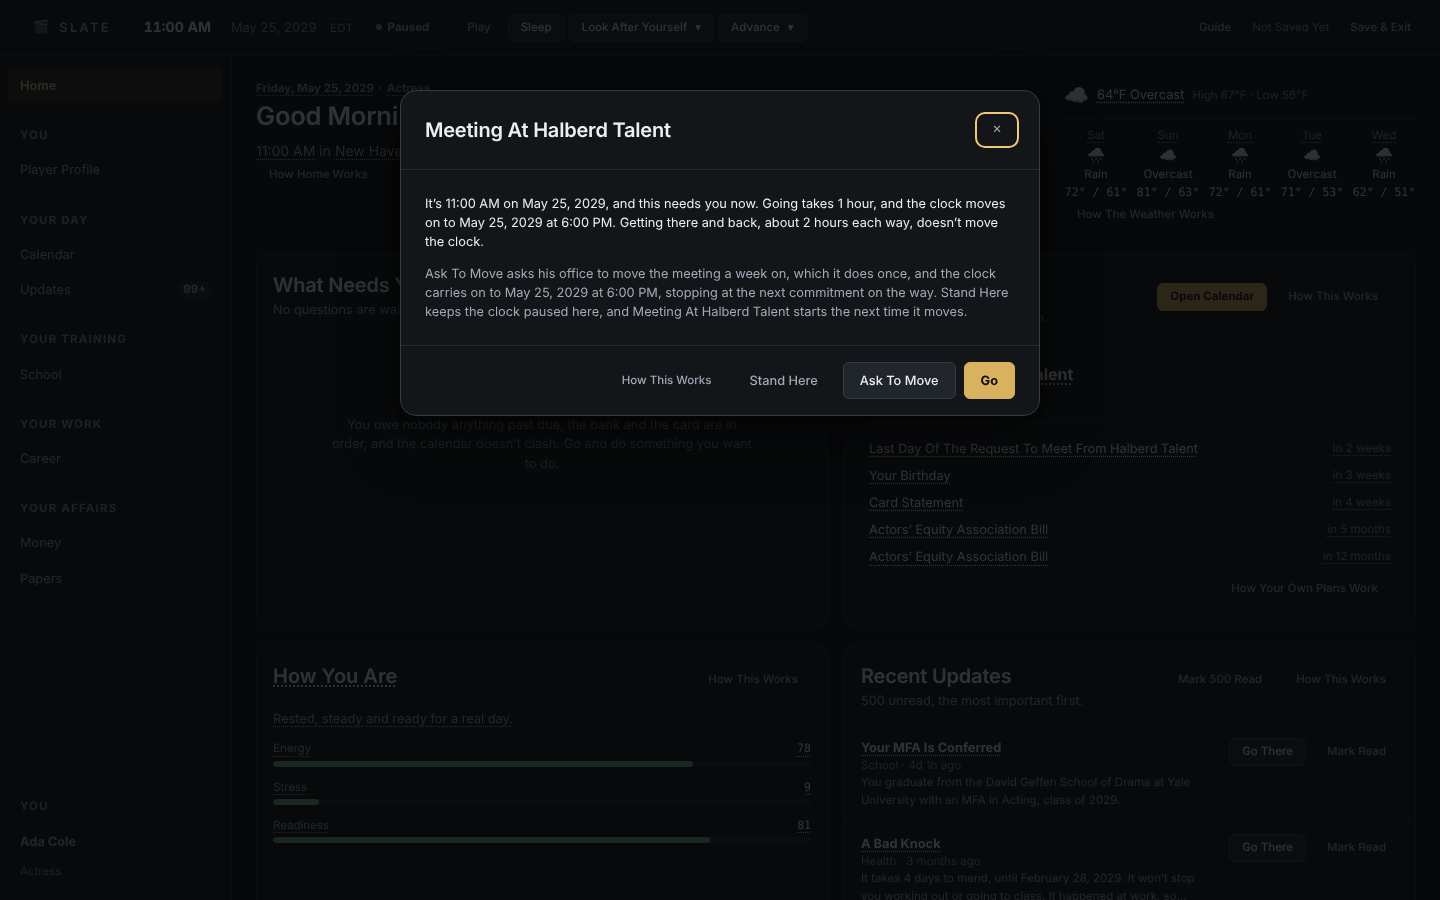 SLATE
11:00 AM May 25, 2029 EDT
Paused
Play
Sleep
Look After Yourself
Advance
Guide
Not Saved Yet
Save & Exit
Home
YOU
Player Profile
YOUR DAY
Calendar
Updates 99+
YOUR TRAINING
School
YOUR WORK
Career
YOUR AFFAIRS
Money
Papers
YOU
Ada Cole
Actress
Friday, May 25, 2029 · Actress
Good Morni
11:00 AM in New Have
How Home Works
64°F Overcast High 67°F · Low 56°F
Sat Sun Mon Tue Wed
Rain Overcast Rain Overcast Rain
72° / 61° 81° / 63° 72° / 61° 71° / 53° 62° / 51°
How The Weather Works
Meeting At Halberd Talent
×
It's 11:00 AM on May 25, 2029, and this needs you now. Going takes 1 hour, and the clock moves
on to May 25, 2029 at 6:00 PM. Getting there and back, about 2 hours each way, doesn't move
the clock.
Ask To Move asks his office to move the meeting a week on, which it does once, and the clock
carries on to May 25, 2029 at 6:00 PM, stopping at the next commitment on the way. Stand Here
keeps the clock paused here, and Meeting At Halberd Talent starts the next time it moves.
How This Works
Stand Here
Ask To Move
Go
What Needs Y
No questions are wa
You owe nobody anything past due, the bank and the card are in
order, and the calendar doesn't clash. Go and do something you want
to do.
Open Calendar
How This Works
alent
Last Day Of The Request To Meet From Halberd Talent in 2 weeks
Your Birthday in 3 weeks
Card Statement in 4 weeks
Actors' Equity Association Bill in 5 months
Actors' Equity Association Bill in 12 months
How Your Own Plans Work
How You Are
How This Works
Rested, steady and ready for a real day.
Energy 78
Stress 9
Readiness 81
Recent Updates
Mark 500 Read
How This Works
500 unread, the most important first.
Your MFA Is Conferred
School · 4d 1h ago
You graduate from the David Geffen School of Drama at Yale
University with an MFA in Acting, class of 2029.
Go There
Mark Read
A Bad Knock
Health · 3 months ago
It takes 4 days to mend, until February 28, 2029. It won't stop
you working out or going to class. It happened at work, so...
Go There
Mark Read